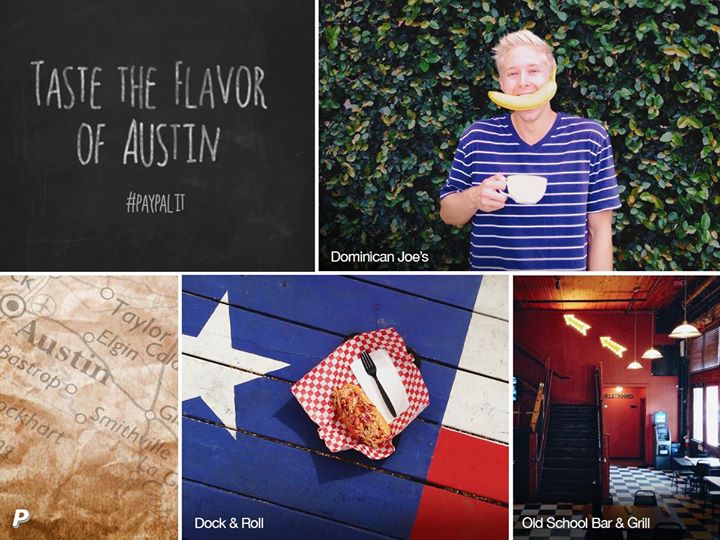 TASTE THE FLAVOR
OF AUSTIN
#PAYPALIT
Dominican Joe's
Austin
Taylor
Elgin
Bastrop
Smithville
Dock & Roll
RESTROOMS
Old School Bar & Grill